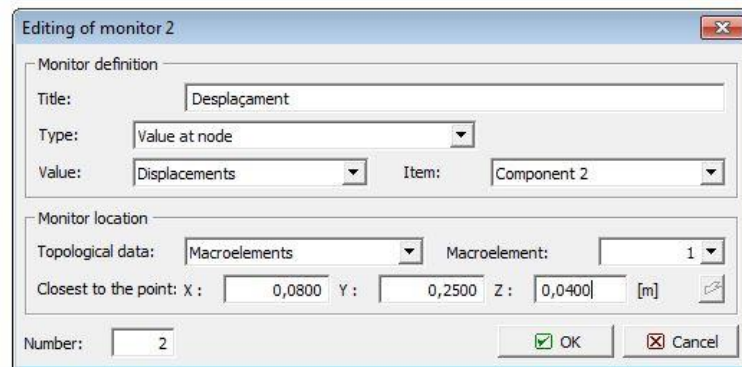 Editing of monitor 2
Monitor definition
Title: Desplaçament
Type: Value at node
Value: Displacements Item: Component 2
Monitor location
Topological data: Macroelements Macroelement: 1
Closest to the point: X : 0,0800 Y : 0,2500 Z : 0,0400 [m]
Number: 2 OK Cancel